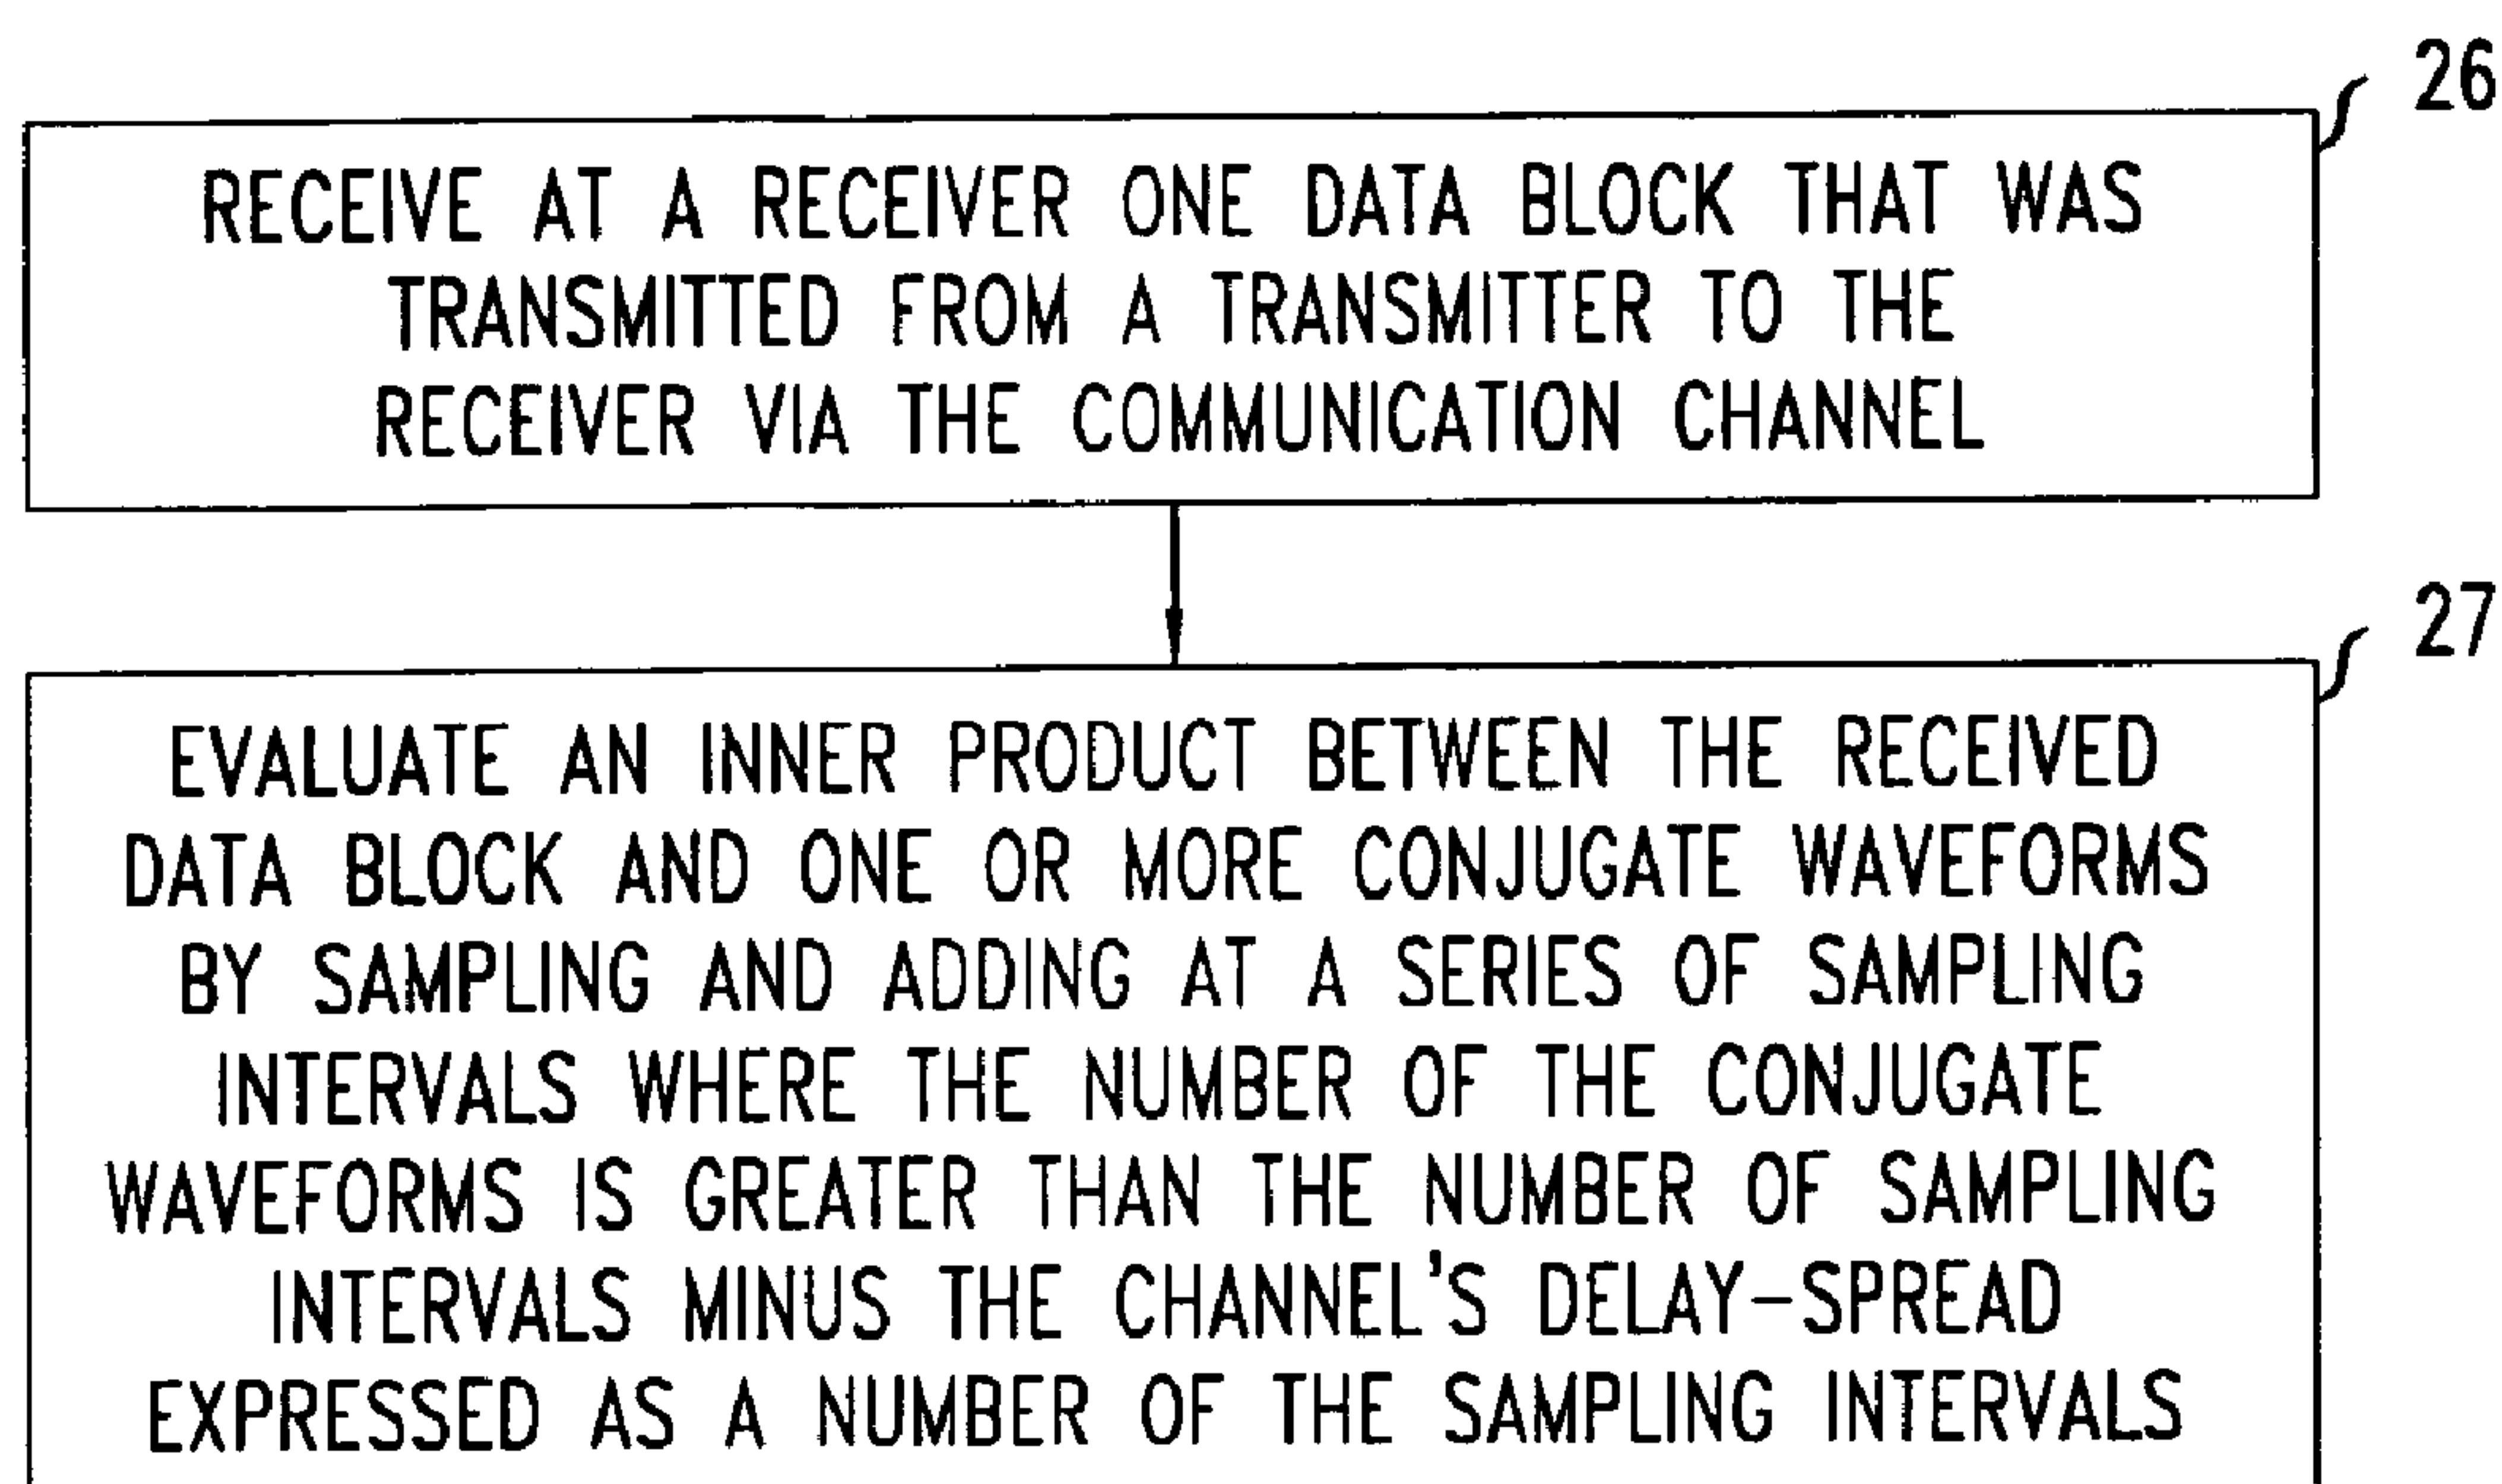 26
RECEIVE AT A RECEIVER ONE DATA BLOCK THAT WAS
TRANSMITTED FROM A TRANSMITTER TO THE
RECEIVER VIA THE COMMUNICATION CHANNEL
27
EVALUATE AN INNER PRODUCT BETWEEN THE RECEIVED
DATA BLOCK AND ONE OR MORE CONJUGATE WAVEFORMS
BY SAMPLING AND ADDING AT A SERIES OF SAMPLING
INTERVALS WHERE THE NUMBER OF THE CONJUGATE
WAVEFORMS IS GREATER THAN THE NUMBER OF SAMPLING
INTERVALS MINUS THE CHANNEL'S DELAY-SPREAD
EXPRESSED AS A NUMBER OF THE SAMPLING INTERVALS